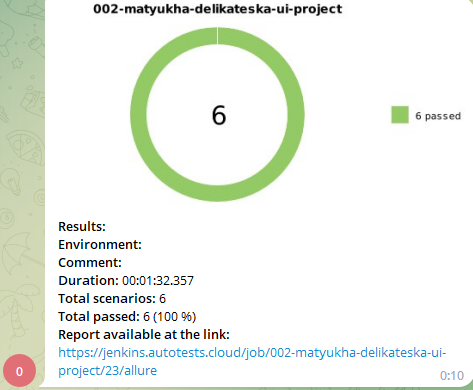 002-matyukha-delikateska-ui-project
6
6 passed
Results:
Environment:
Comment:
Duration: 00:01:32.357
Total scenarios: 6
Total passed: 6 (100 %)
Report available at the link:
https://jenkins.autotests.cloud/job/002-matyukha-delikateska-ui-
project/23/allure
0
0:10